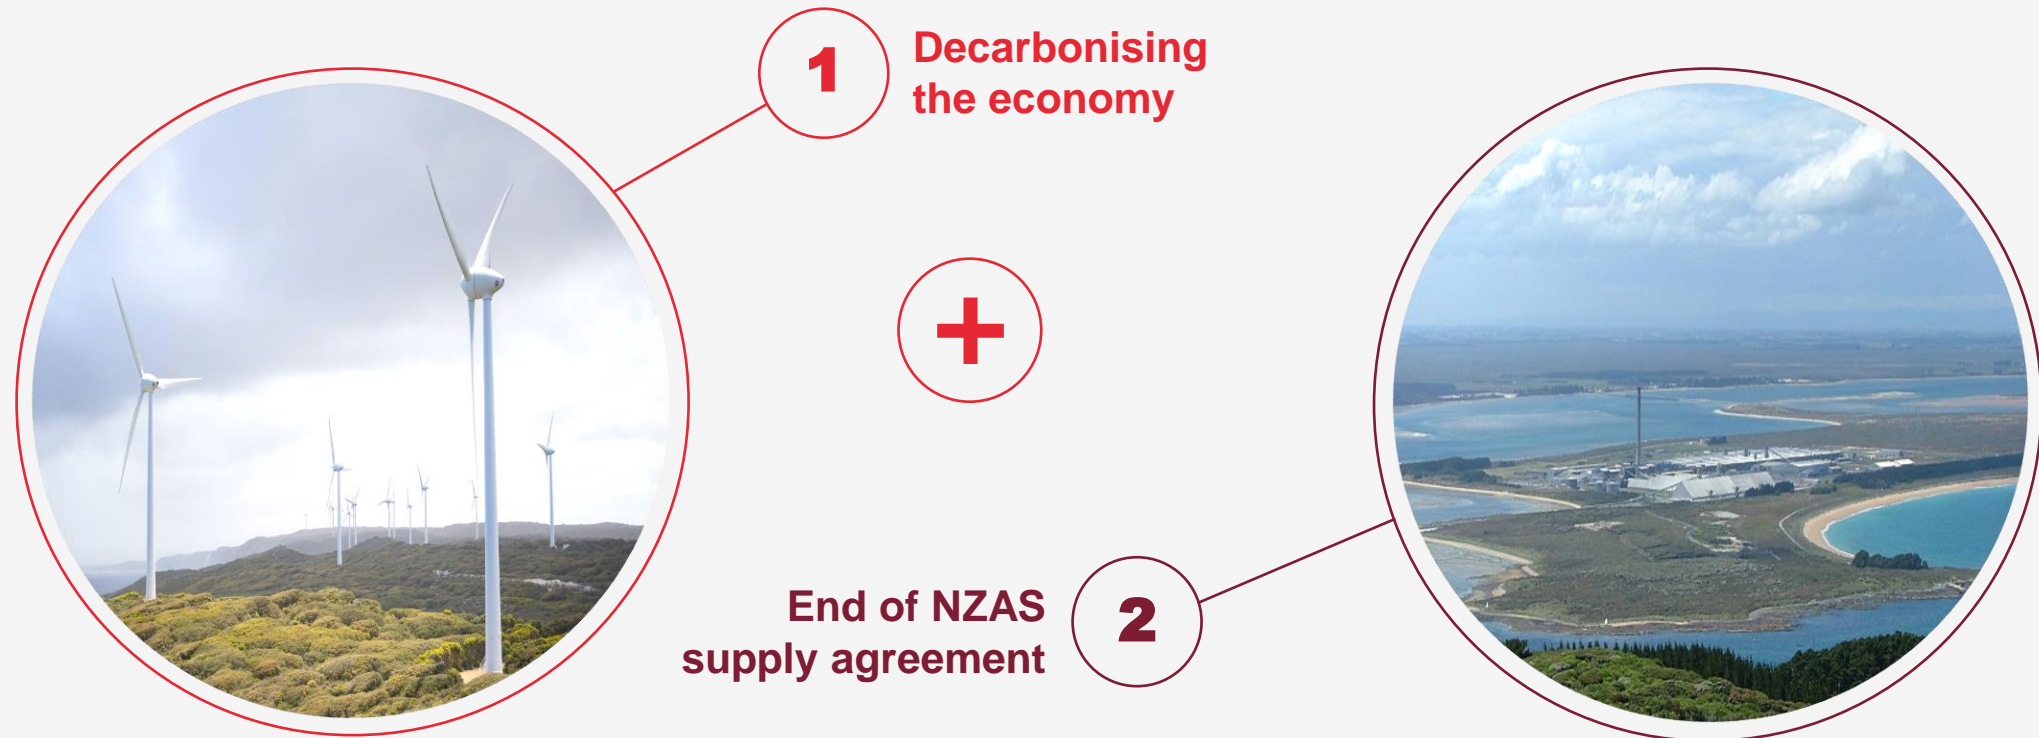 1
Decarbonising
the economy
+
End of NZAS
supply agreement
2